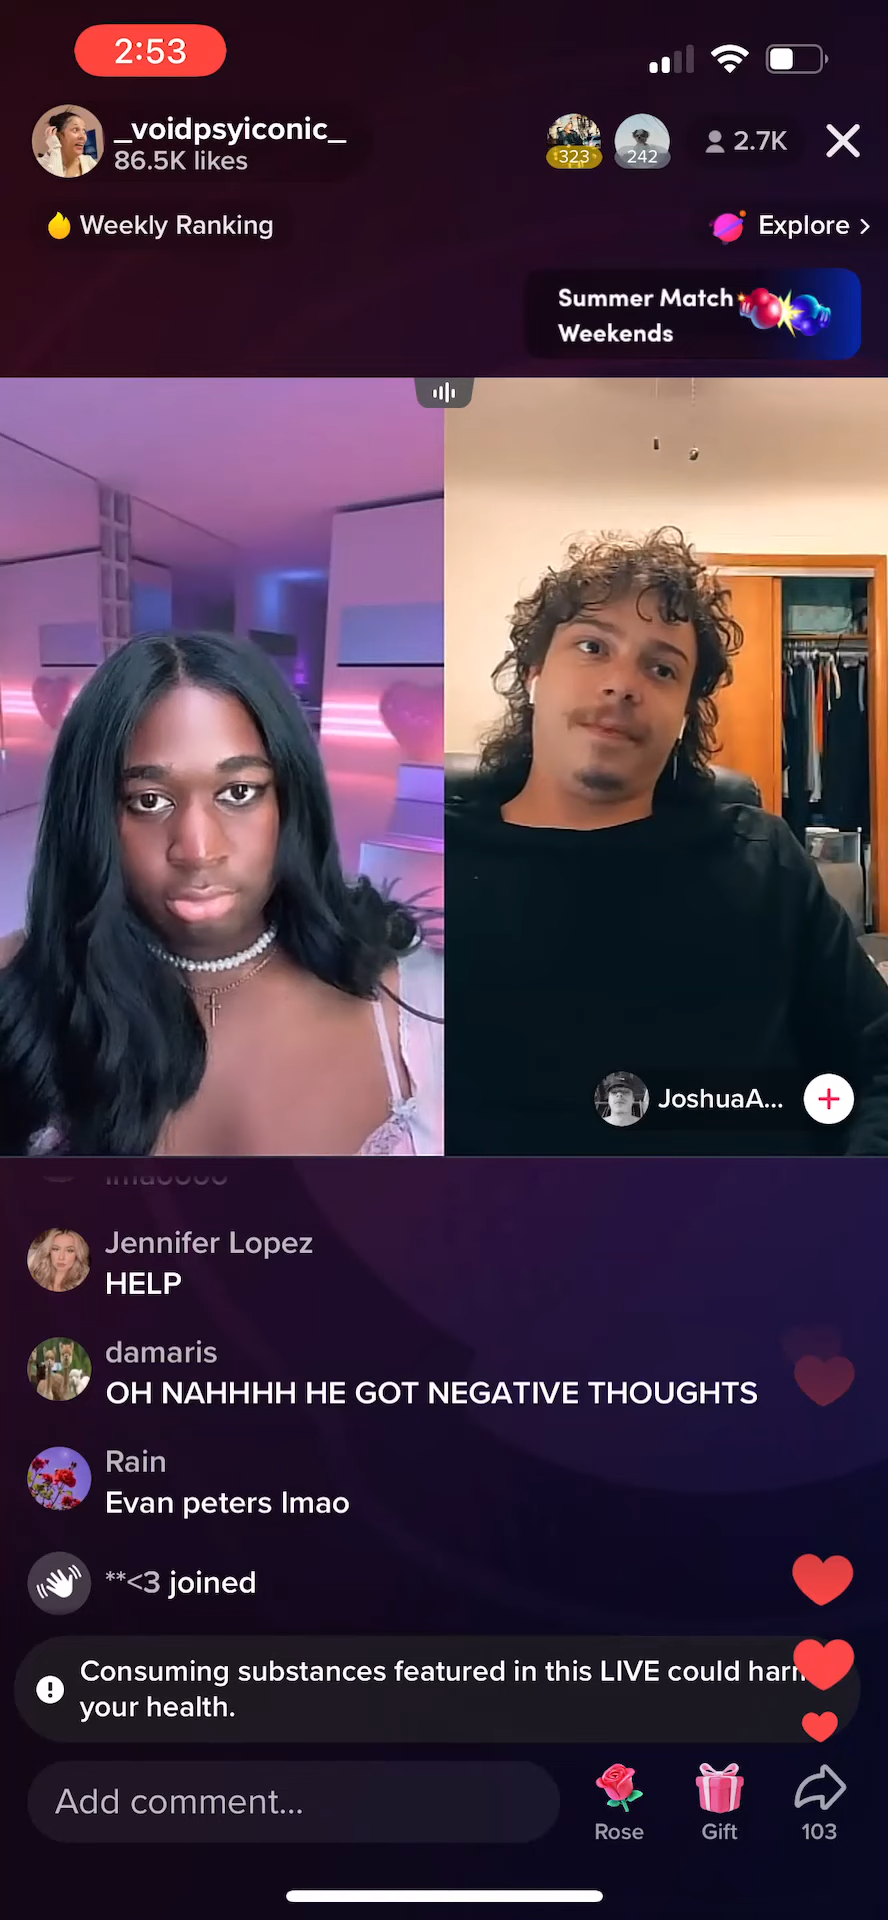 2:53
_voidpsyiconic_
86.5K likes
323
242
2.7K
Weekly Ranking
Explore >
Summer Match
Weekends
JoshuaA...
Jennifer Lopez
HELP
damaris
OH NAHHHH HE GOT NEGATIVE THOUGHTS
Rain
Evan peters lmao
**<3 joined
Consuming substances featured in this LIVE could harm
your health.
Add comment...
Rose
Gift
103